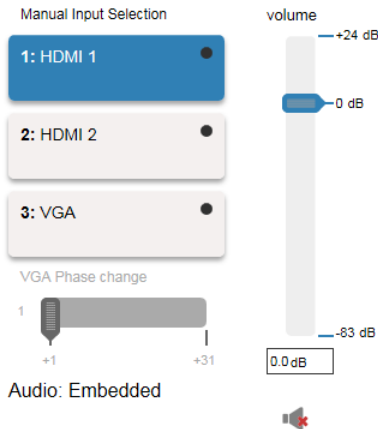 Manual Input Selection
1: HDMI 1
2: HDMI 2
3: VGA
VGA Phase change
1
+1
+31
Audio: Embedded
volume
+24 dB
0 dB
-83 dB
0.0 dB